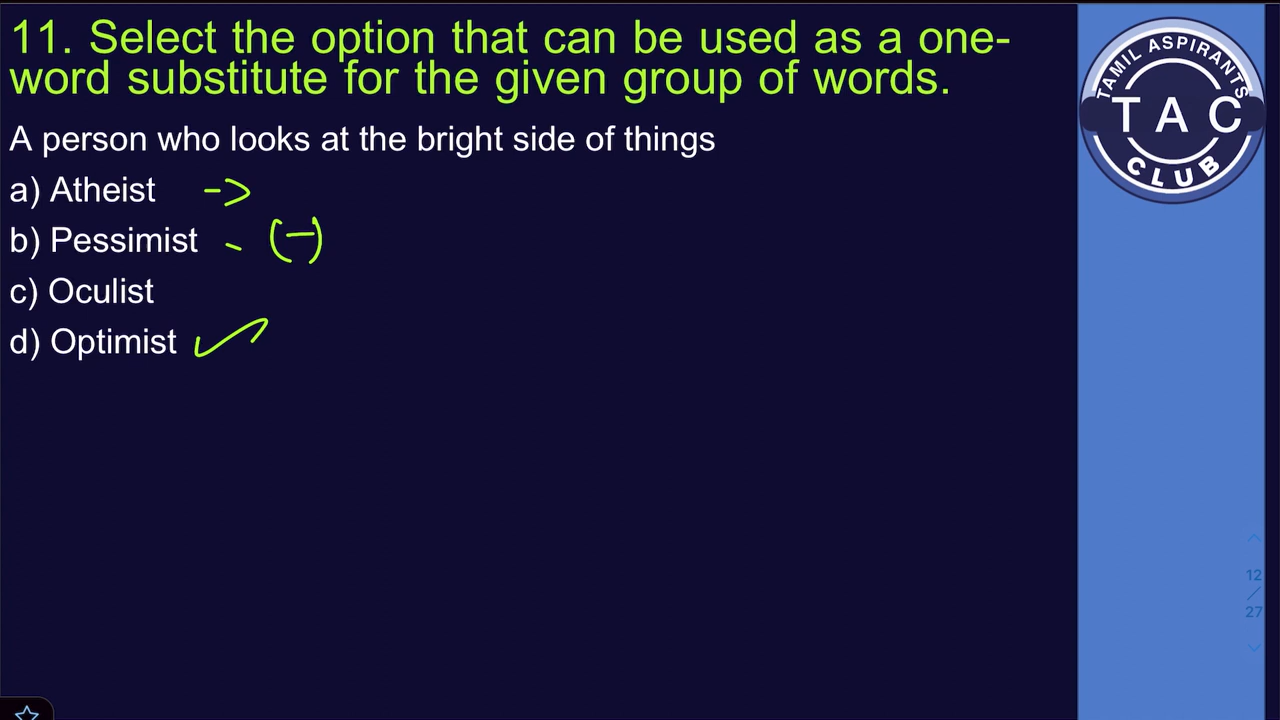 11. Select the option that can be used as a one-
word substitute for the given group of words.
A person who looks at the bright side of things
a) Atheist ->
b) Pessimist - (-)
c) Oculist
d) Optimist ✓
TAMIL ASPIRANTS
TAC
CLUB
12
/
27